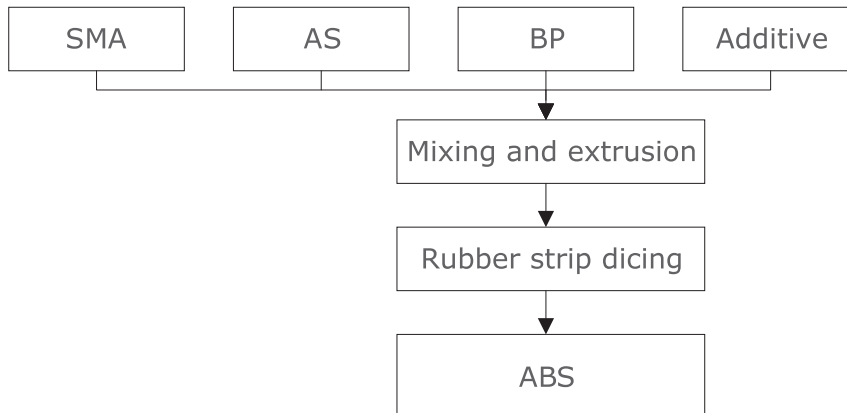 SMA
AS
BP
Additive
Mixing and extrusion
Rubber strip dicing
ABS